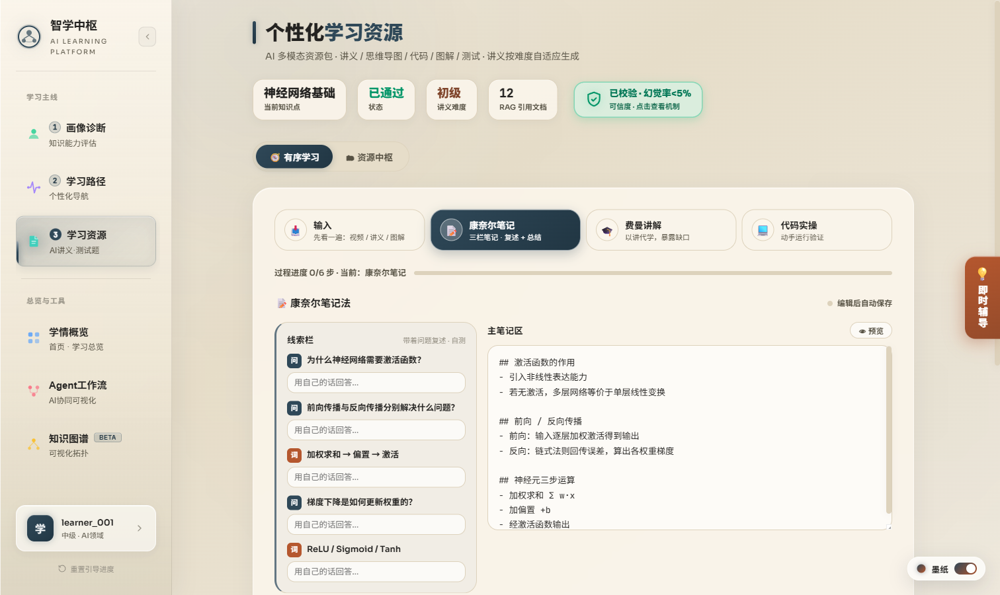 智学中枢
AI LEARNING
PLATFORM
学习主线
1 画像诊断
知识能力评估
2 学习路径
个性化导航
3 学习资源
AI讲义·测试题
总览与工具
学情概览
首页 · 学习总览
Agent工作流
AI协同可视化
知识图谱 BETA
可视化拓扑
学
learner_001
中级 · AI领域
重置引导进度
个性化学习资源
AI 多模态资源包 · 讲义 / 思维导图 / 代码 / 图解 / 测试 · 讲义按难度自适应生成
神经网络基础
当前知识点
已通过
状态
初级
讲义难度
12
RAG 引用文档
已校验 · 幻觉率<5%
可信度 · 点击查看机制
有序学习
资源中枢
输入
先看一遍：视频 / 讲义 / 图解
康奈尔笔记
三栏笔记 · 复述 + 总结
费曼讲解
以讲代学，暴露缺口
代码实操
动手运行验证
过程进度 0/6 步 · 当前：康奈尔笔记
康奈尔笔记法
编辑后自动保存
线索栏
带着问题复述 · 自测
问 为什么神经网络需要激活函数？
用自己的话回答...
问 前向传播与反向传播分别解决什么问题？
用自己的话回答...
词 加权求和 → 偏置 → 激活
用自己的话回答...
问 梯度下降是如何更新权重的？
用自己的话回答...
词 ReLU / Sigmoid / Tanh
用自己的话回答...
主笔记区
预览
## 激活函数的作用
- 引入非线性表达能力
- 若无激活，多层网络等价于单层线性变换
## 前向 / 反向传播
- 前向：输入逐层加权激活得到输出
- 反向：链式法则回传误差，算出各权重梯度
## 神经元三步运算
- 加权求和 Σ w·x
- 加偏置 +b
- 经激活函数输出
即时辅导
墨纸